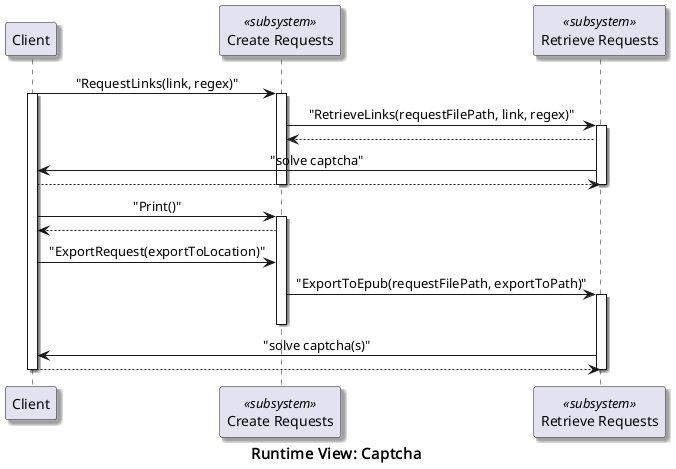 Client
«subsystem»
Create Requests
«subsystem»
Retrieve Requests
"RequestLinks(link, regex)"
"RetrieveLinks(requestFilePath, link, regex)"
"solve captcha"
"Print()"
"ExportRequest(exportToLocation)"
"ExportToEpub(requestFilePath, exportToPath)"
"solve captcha(s)"
Client
«subsystem»
Create Requests
«subsystem»
Retrieve Requests
Runtime View: Captcha